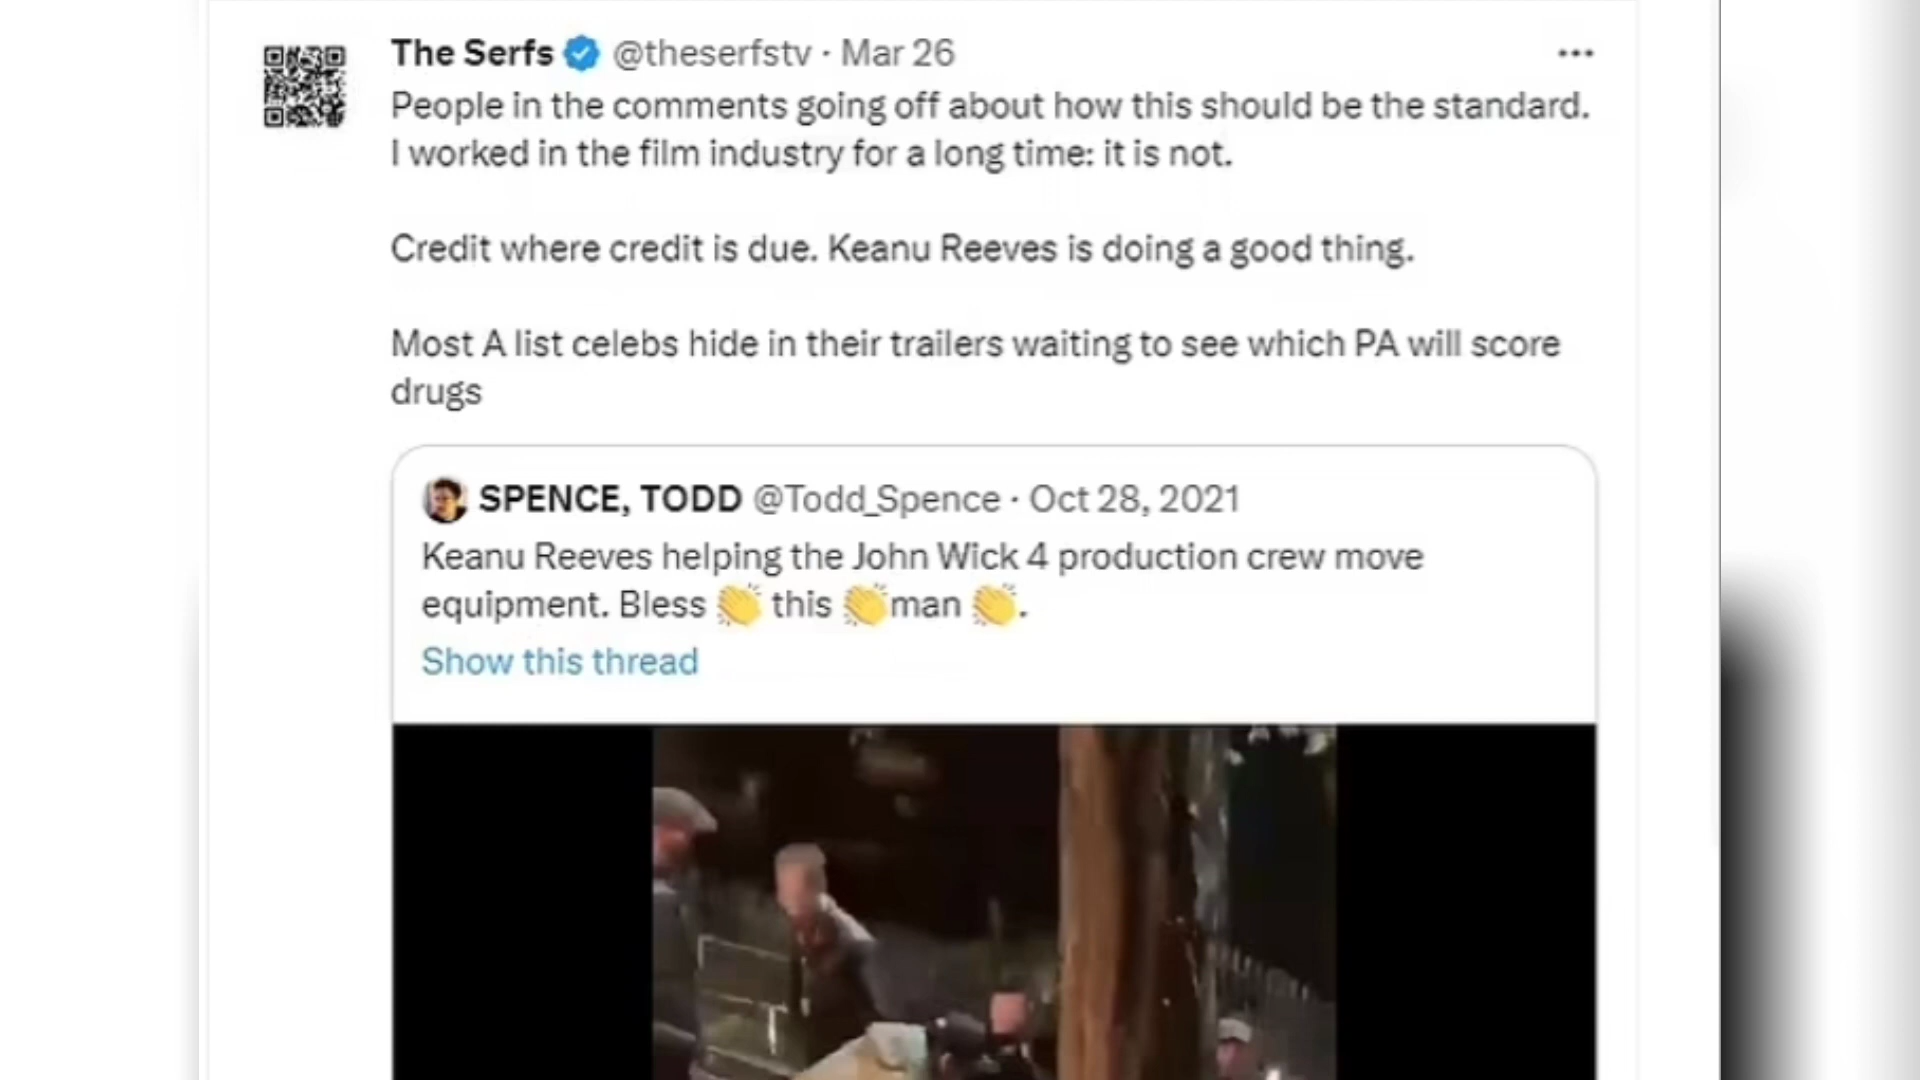 The Serfs @theserfstv · Mar 26
People in the comments going off about how this should be the standard.
I worked in the film industry for a long time: it is not.
Credit where credit is due. Keanu Reeves is doing a good thing.
Most A list celebs hide in their trailers waiting to see which PA will score
drugs
SPENCE, TODD @Todd_Spence · Oct 28, 2021
Keanu Reeves helping the John Wick 4 production crew move
equipment. Bless 👏 this 👏 man 👏.
Show this thread